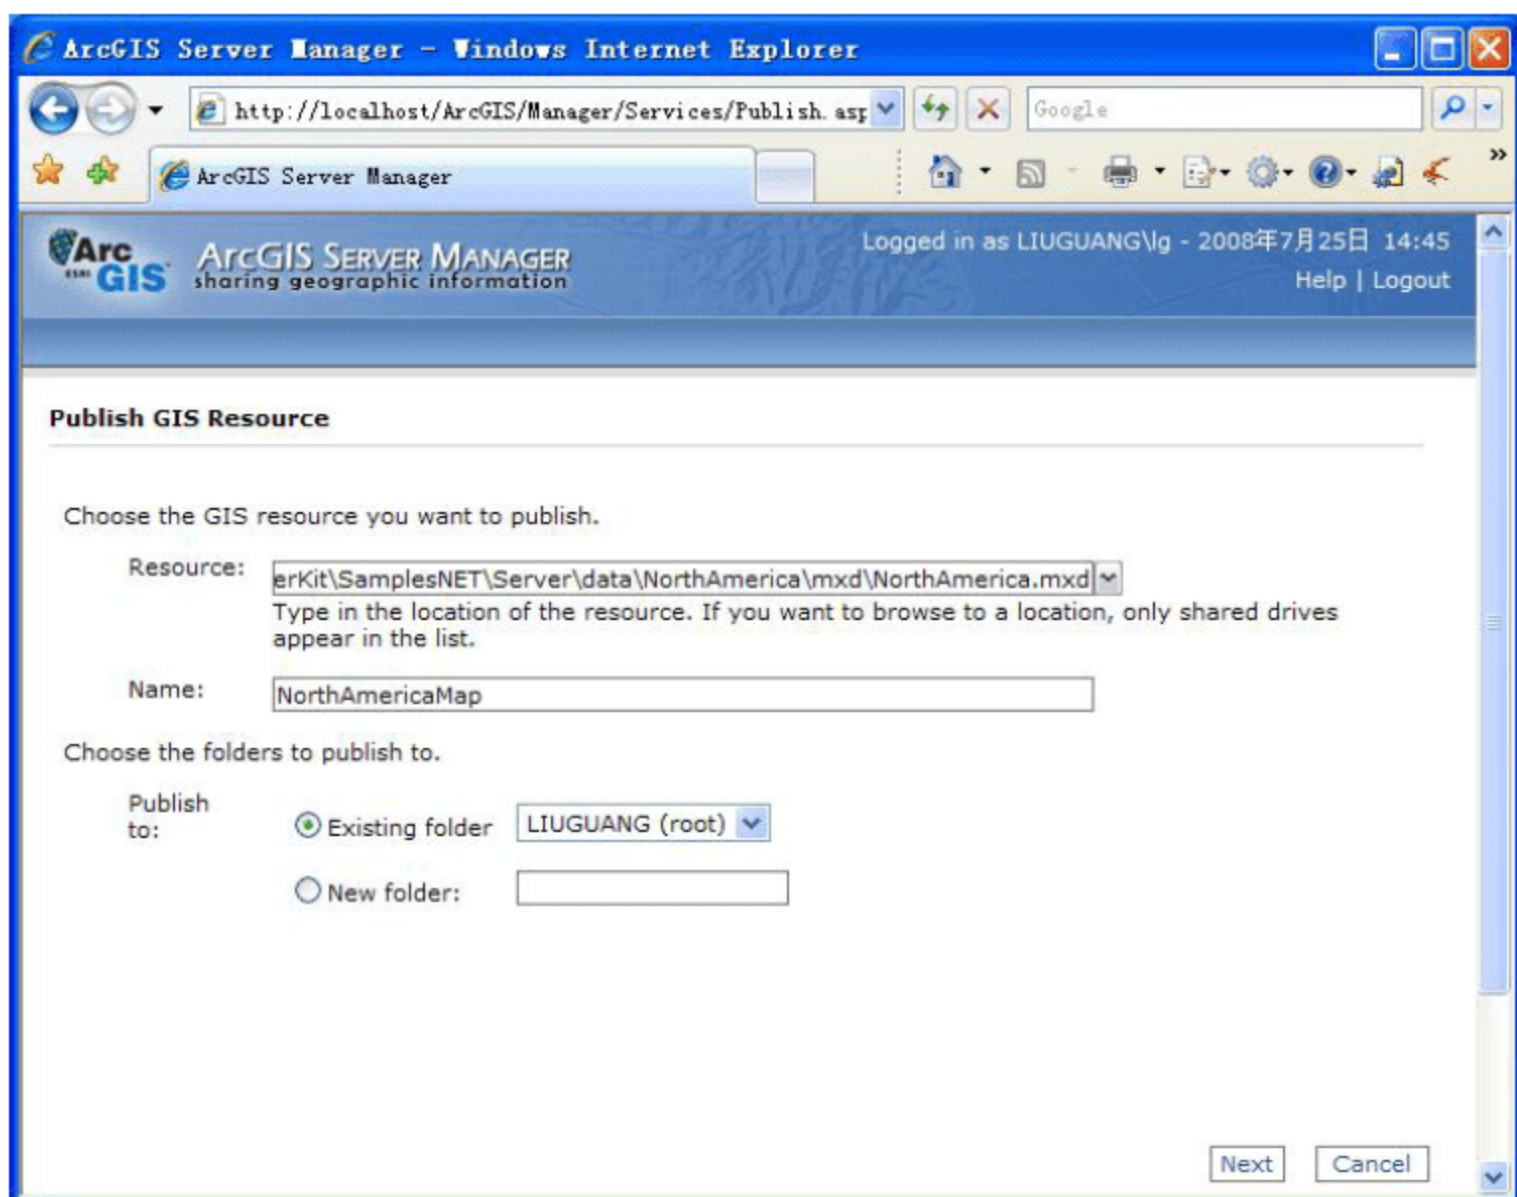 ArcGIS Server Manager - Windows Internet Explorer
http://localhost/ArcGIS/Manager/Services/Publish.asp
Google
ArcGIS Server Manager
Arc
ESRI GIS
ArcGIS Server Manager
sharing geographic information
Logged in as LIUGUANG\lg - 2008年7月25日 14:45
Help | Logout
Publish GIS Resource
Choose the GIS resource you want to publish.
Resource:
erKit\SamplesNET\Server\data\NorthAmerica\mxd\NorthAmerica.mxd
Type in the location of the resource. If you want to browse to a location, only shared drives
appear in the list.
Name:
NorthAmericaMap
Choose the folders to publish to.
Publish
to:
Existing folder
LIUGUANG (root)
New folder:
Next
Cancel